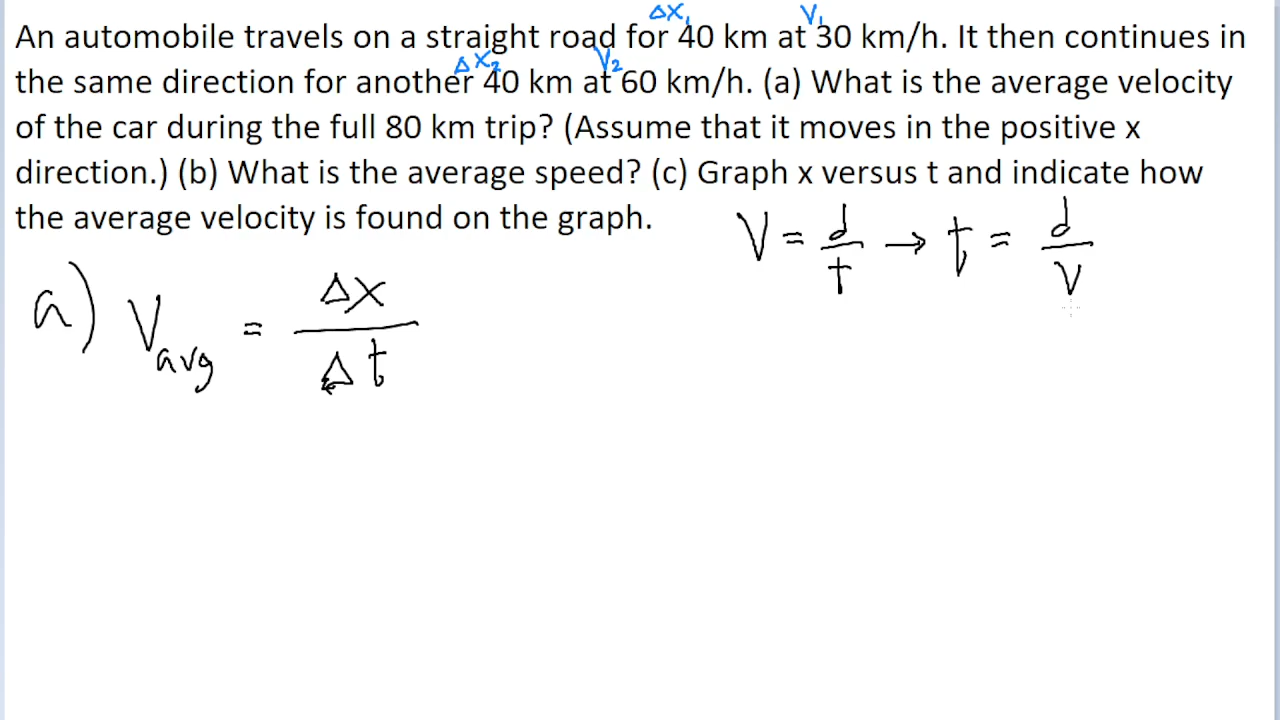 An automobile travels on a straight road for 40 km at 30 km/h. It then continues in
the same direction for another 40 km at 60 km/h. (a) What is the average velocity
of the car during the full 80 km trip? (Assume that it moves in the positive x
direction.) (b) What is the average speed? (c) Graph x versus t and indicate how
the average velocity is found on the graph.
Δx₁ V₁
Δx₂ V₂
V = d/t → t = d/V
a) Vavg = Δx/Δt